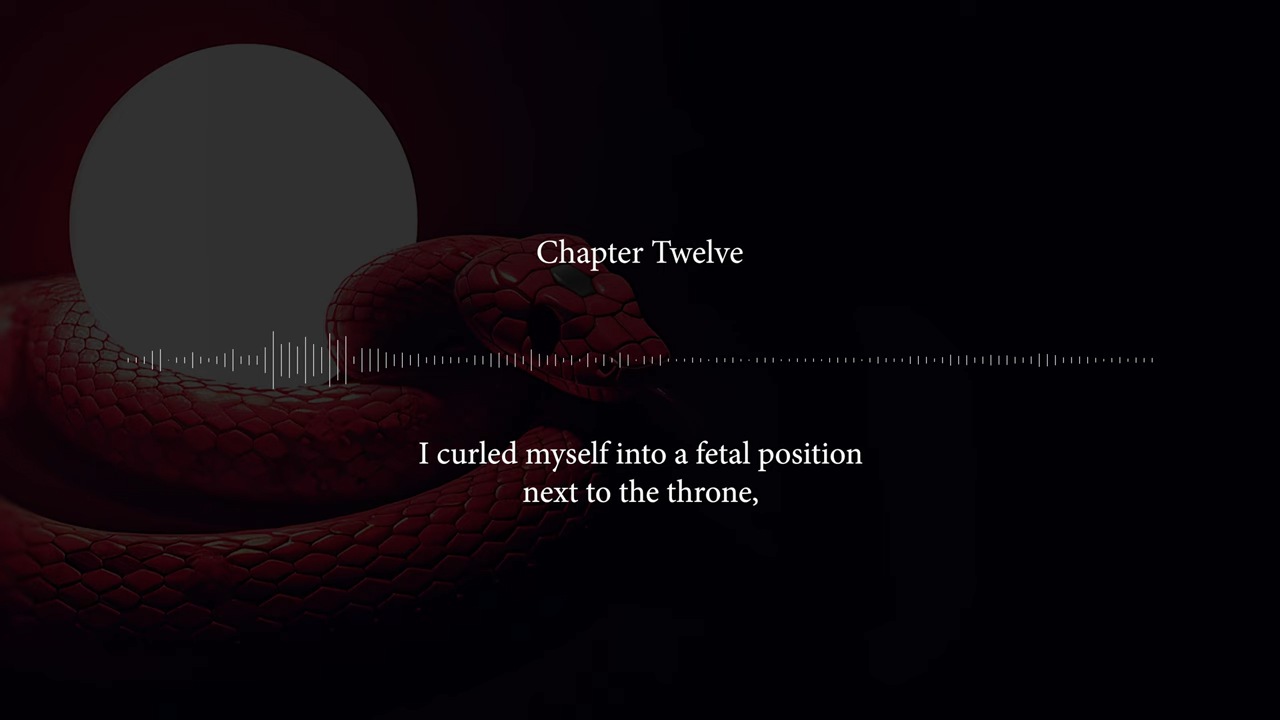 Chapter Twelve
I curled myself into a fetal position
next to the throne,